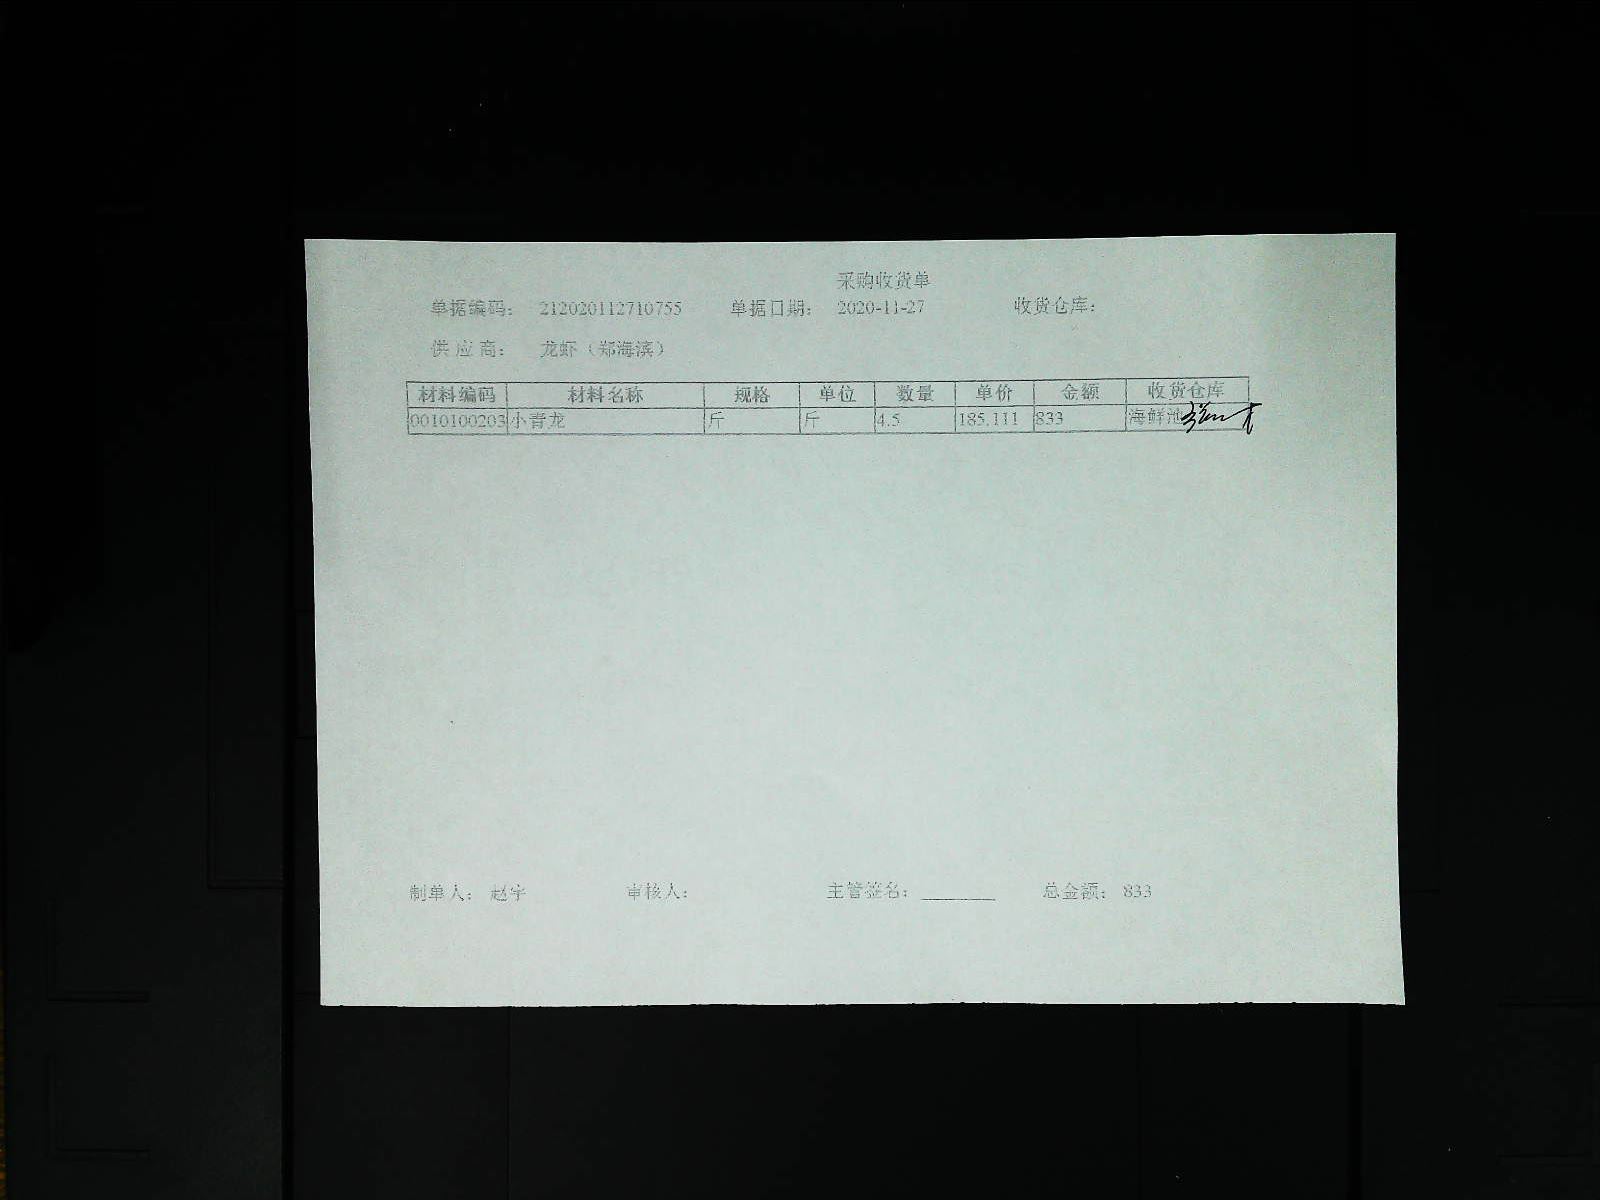 采购收货单
单据编码： 212020112710755 单据日期： 2020-11-27 收货仓库：
供 应 商： 龙虾（郑海滨）
材料编码 材料名称 规格 单位 数量 单价 金额 收货仓库
0010100203 小青龙 斤 斤 4.5 185.111 833 海鲜池
制单人： 赵宇 审核人： 主管签名： 总金额： 833